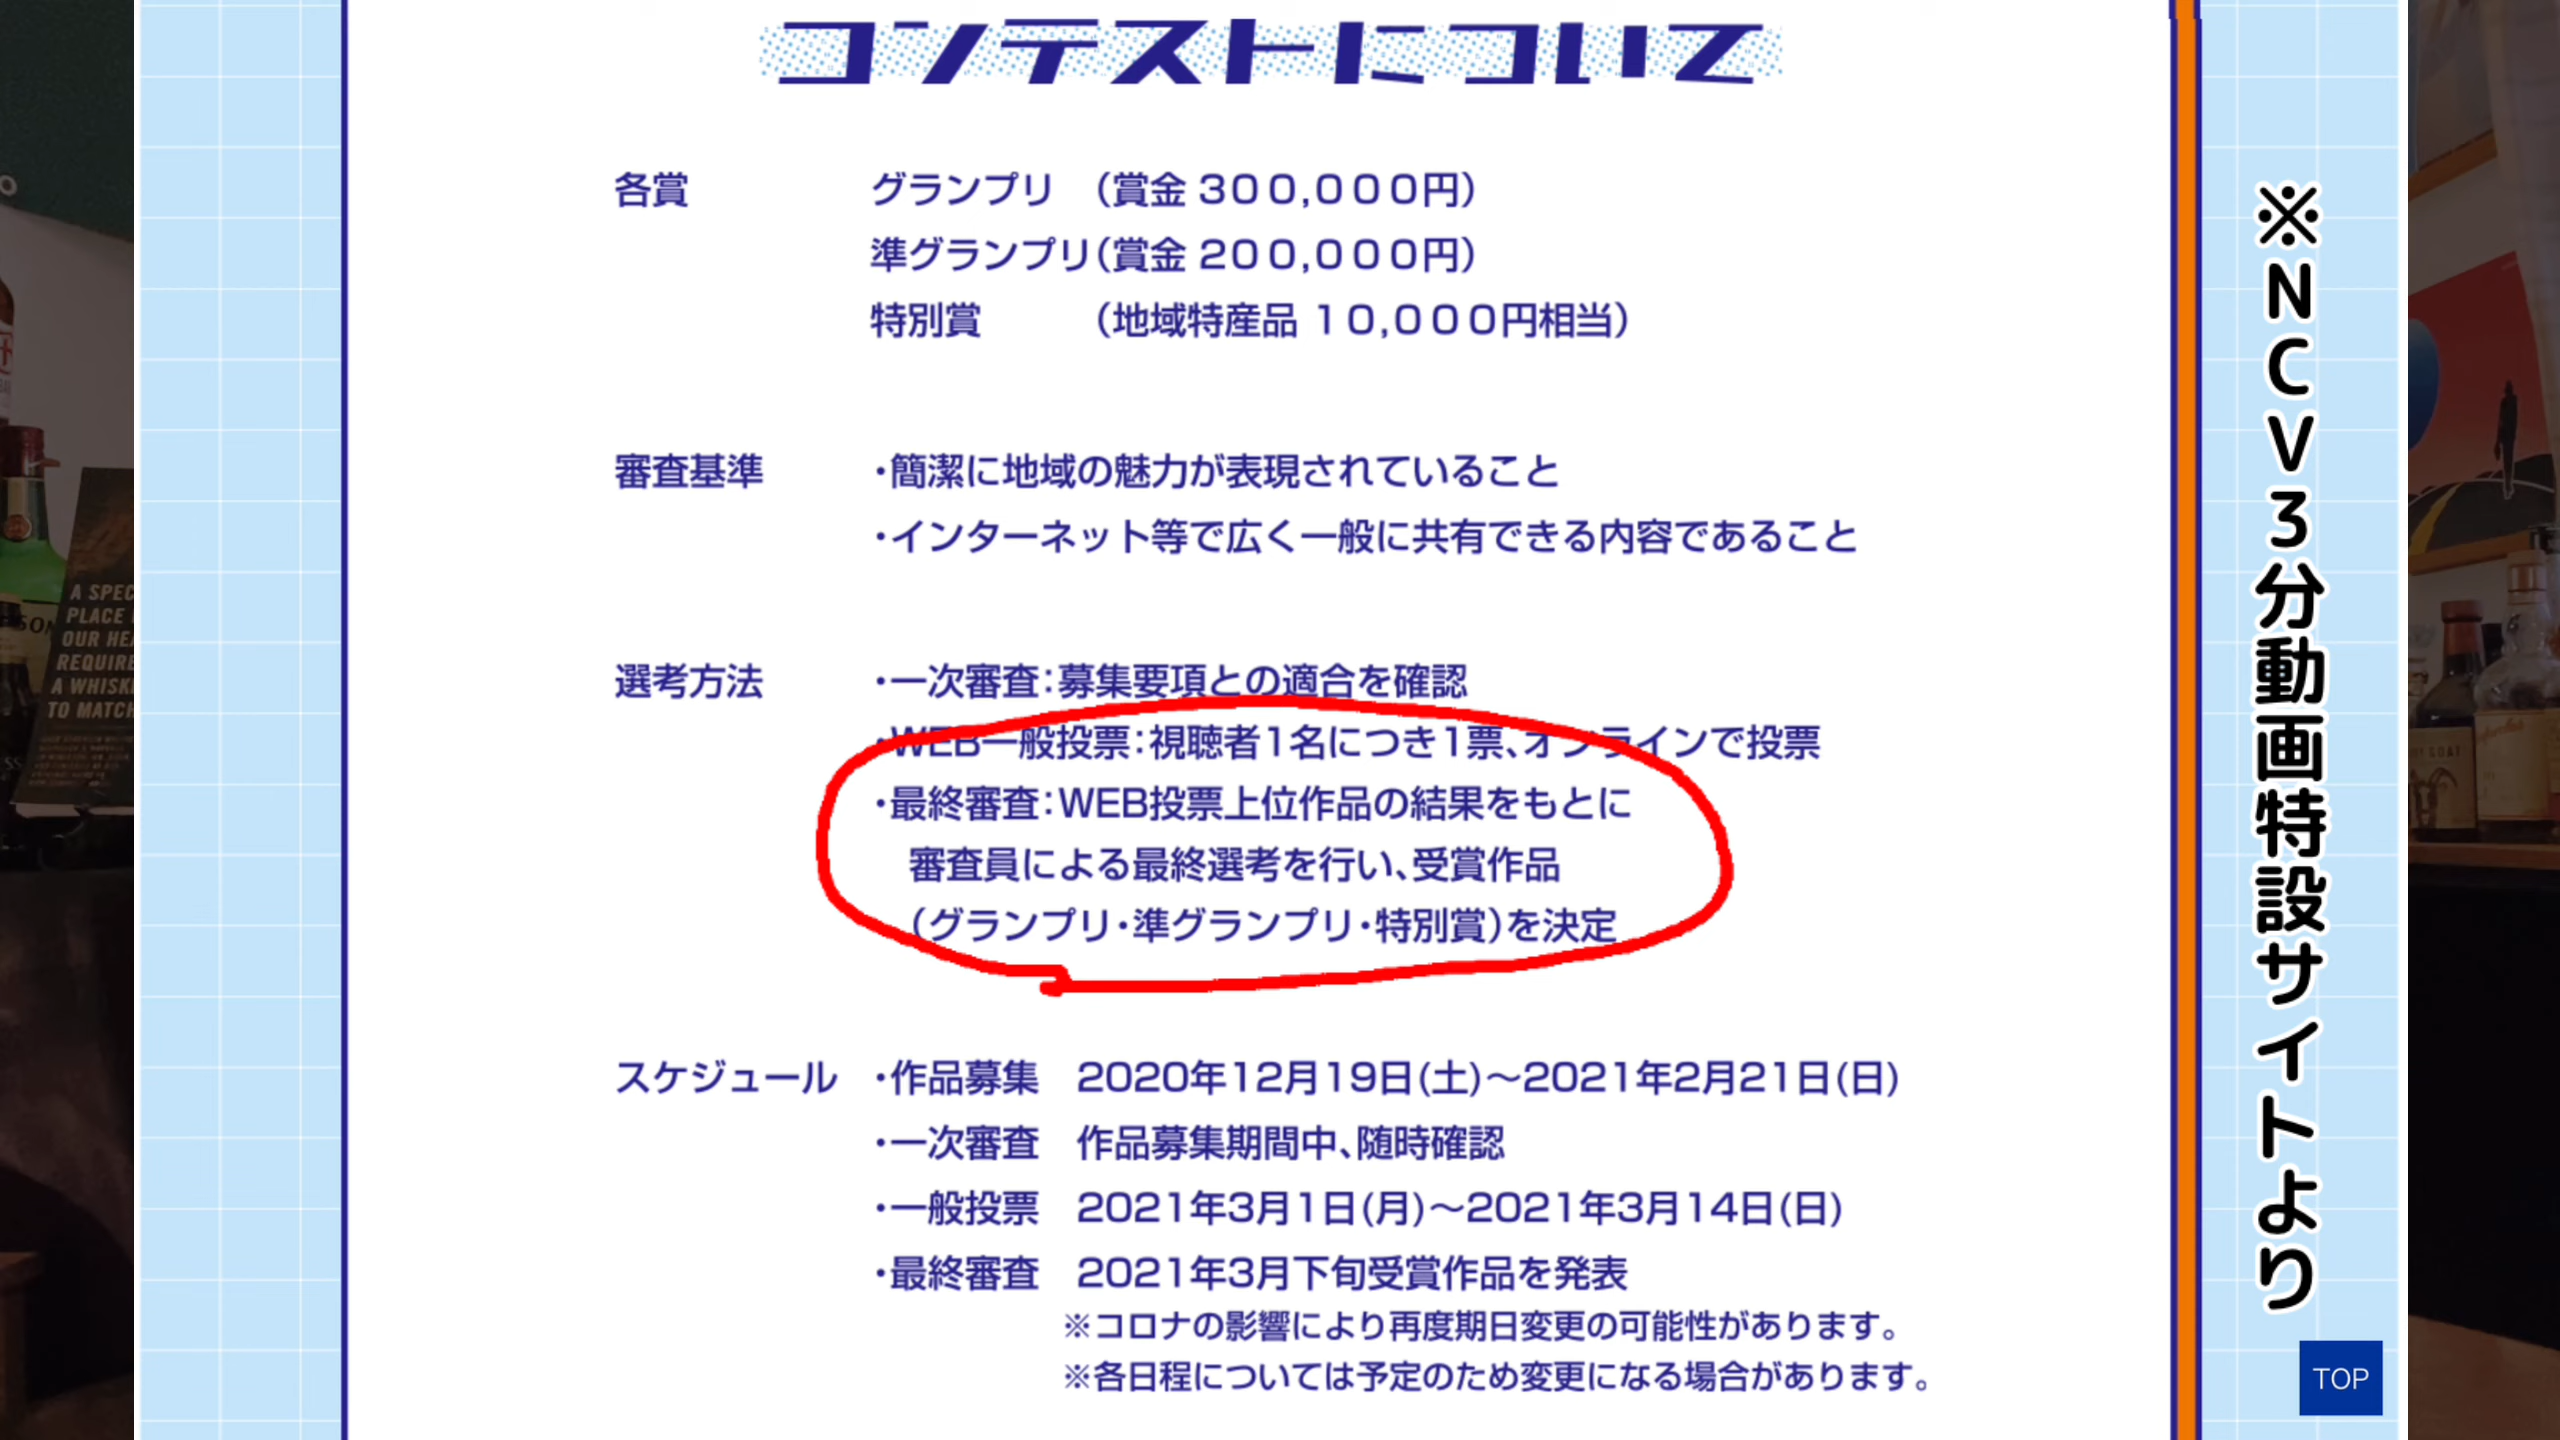 コンテストについて
各賞 グランプリ (賞金 300,000円)
準グランプリ(賞金 200,000円)
特別賞 (地域特産品 10,000円相当)
審査基準 ・簡潔に地域の魅力が表現されていること
・インターネット等で広く一般に共有できる内容であること
選考方法 ・一次審査:募集要項との適合を確認
・WEB一般投票:視聴者1名につき1票、オンラインで投票
・最終審査:WEB投票上位作品の結果をもとに
審査員による最終選考を行い、受賞作品
(グランプリ・準グランプリ・特別賞)を決定
スケジュール ・作品募集 2020年12月19日(土)〜2021年2月21日(日)
・一次審査 作品募集期間中、随時確認
・一般投票 2021年3月1日(月)〜2021年3月14日(日)
・最終審査 2021年3月下旬受賞作品を発表
※コロナの影響により再度期日変更の可能性があります。
※各日程については予定のため変更になる場合があります。
※NCV3分動画特設サイトより
TOP
A SPEC
PLACE
OUR HEA
REQUIRE
A WHISK
TO MATCH